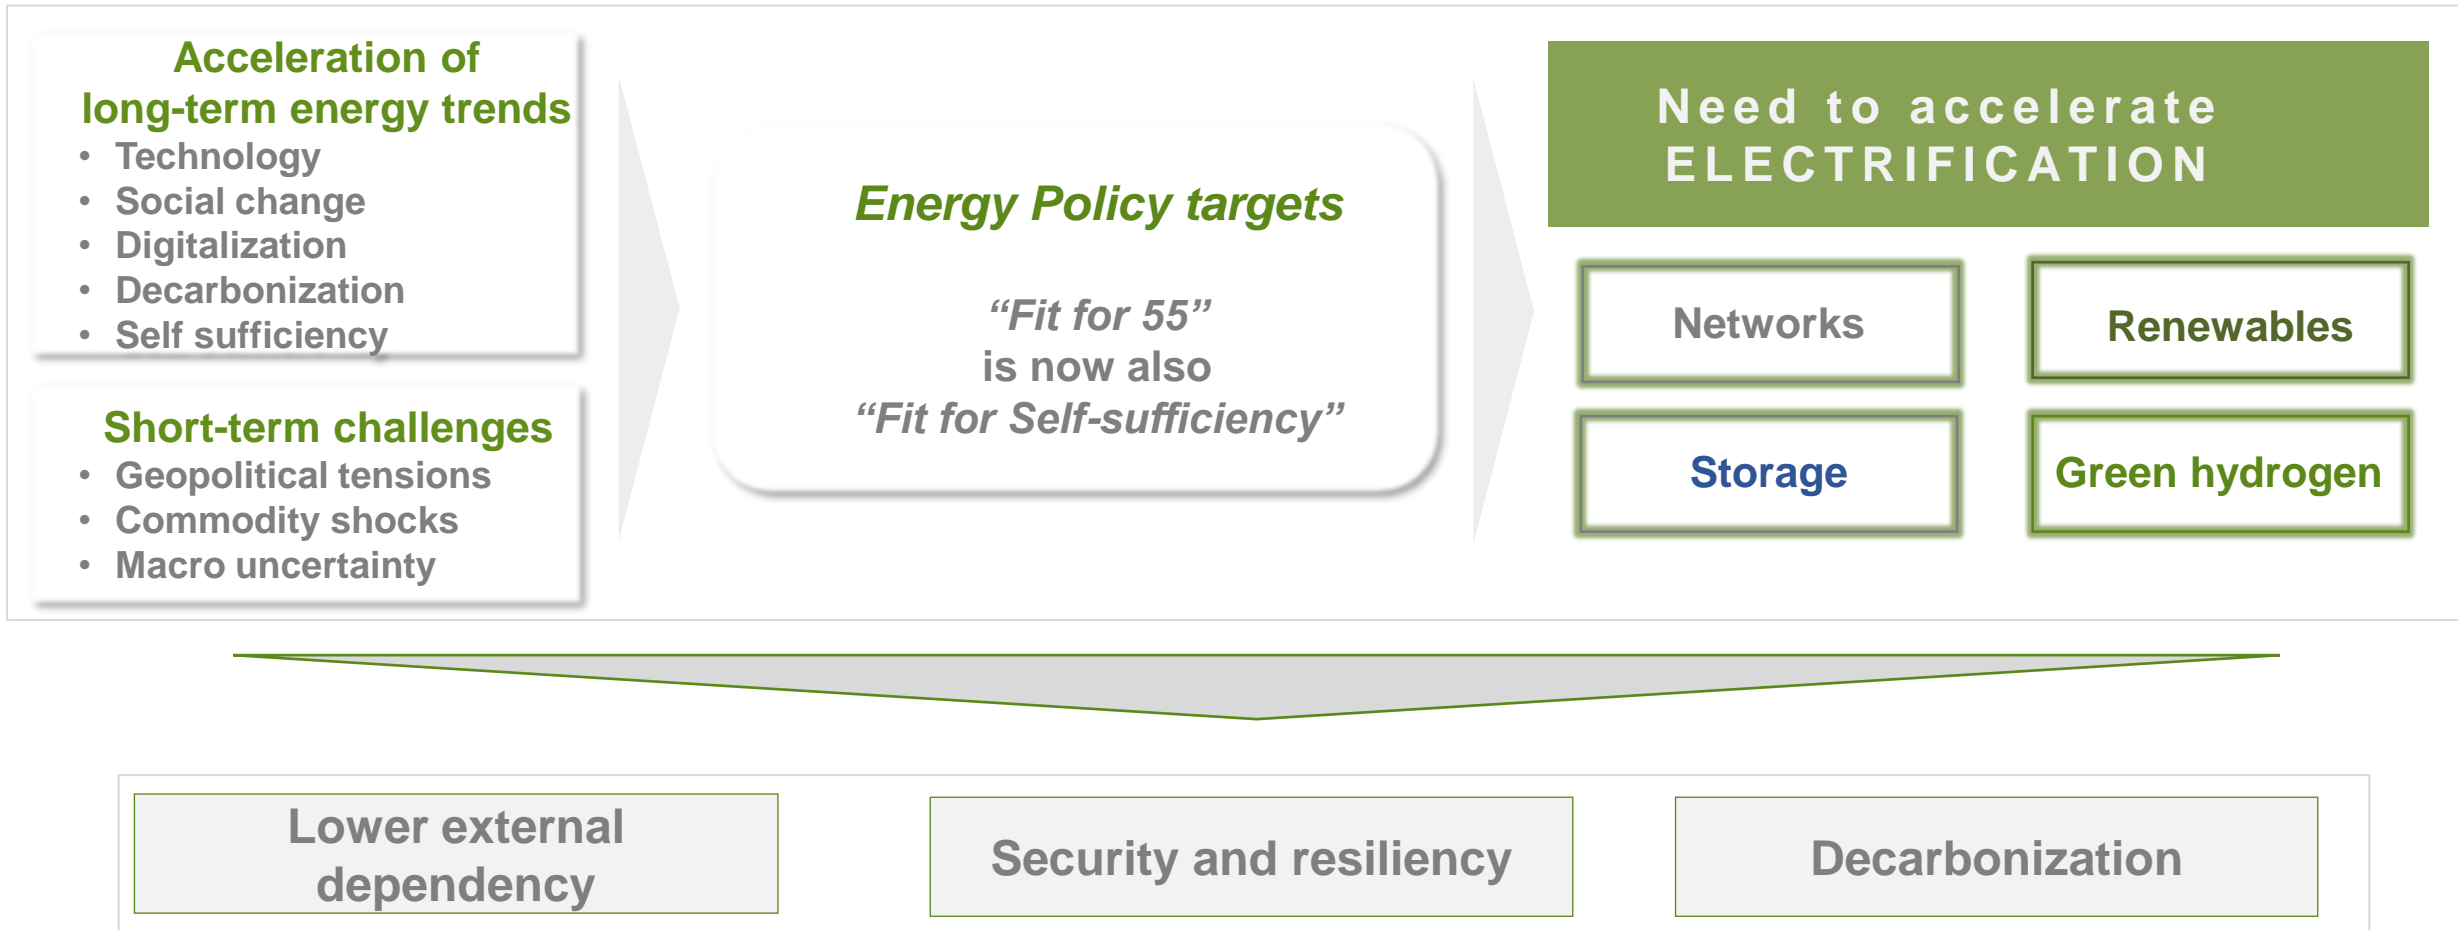 Acceleration of
long-term energy trends
• Technology
• Social change
• Digitalization
• Decarbonization
• Self sufficiency
Short-term challenges
• Geopolitical tensions
• Commodity shocks
• Macro uncertainty
Energy Policy targets
“Fit for 55”
is now also
“Fit for Self-sufficiency”
Need to accelerate
ELECTRIFICATION
Networks
Renewables
Storage
Green hydrogen
Lower external
dependency
Security and resiliency
Decarbonization